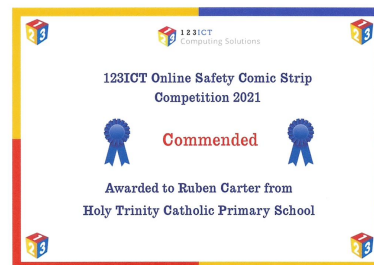 123ICT
Computing Solutions
123ICT Online Safety Comic Strip
Competition 2021
Commended
Awarded to Ruben Carter from
Holy Trinity Catholic Primary School